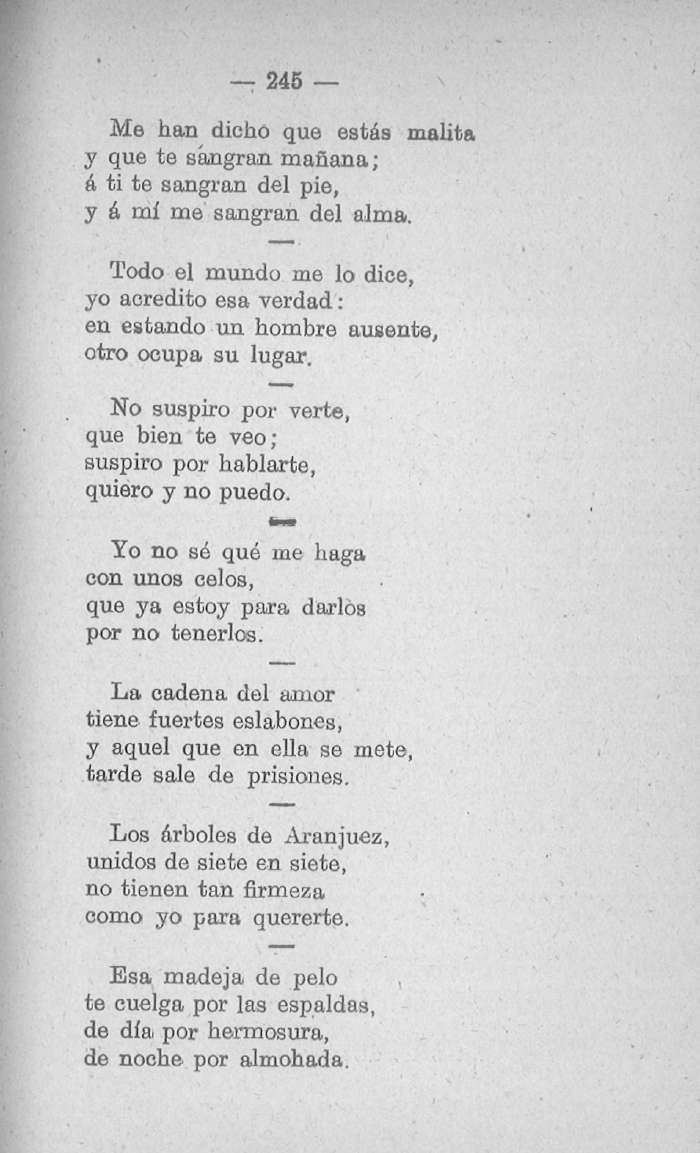 — 245 —
Me han dicho que estás malita
y que te sangran mañana;
á ti te sangran del pie,
y á mí me sangran del alma.
Todo el mundo me lo dice,
yo acredito esa verdad:
en estando un hombre ausente,
otro ocupa su lugar.
No suspiro por verte,
que bien te veo;
suspiro por hablarte,
quiero y no puedo.
Yo no sé qué me haga
con unos celos,
que ya estoy para darlos
por no tenerlos.
La cadena del amor
tiene fuertes eslabones,
y aquel que en ella se mete,
tarde sale de prisiones.
Los árboles de Aranjuez,
unidos de siete en siete,
no tienen tan firmeza
como yo para quererte.
Esa madeja de pelo
te cuelga por las espaldas,
de día por hermosura,
de noche por almohada.